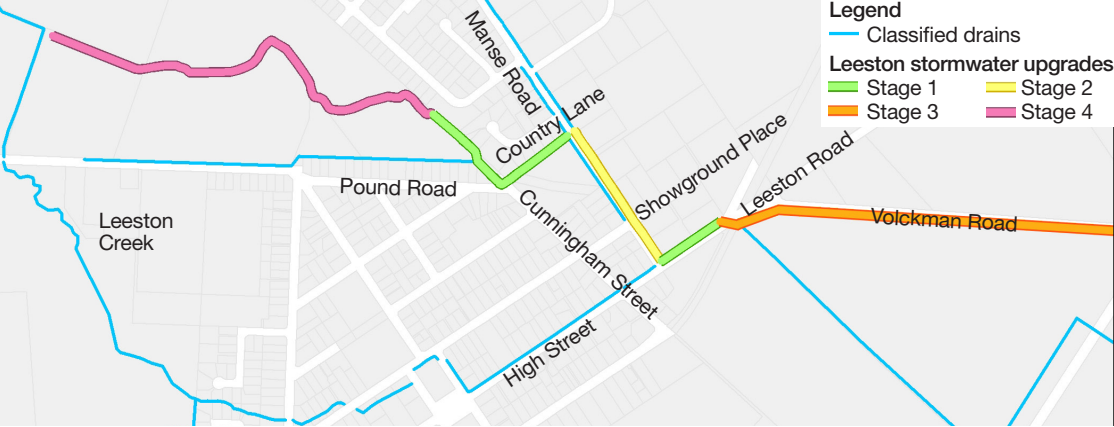 Legend
Classified drains
Leeston stormwater upgrades
Stage 1
Stage 2
Stage 3
Stage 4
Manse Road
Country Lane
Showground Place
Leeston Road
Pound Road
Cunningham Street
Volckman Road
Leeston
Creek
High Street